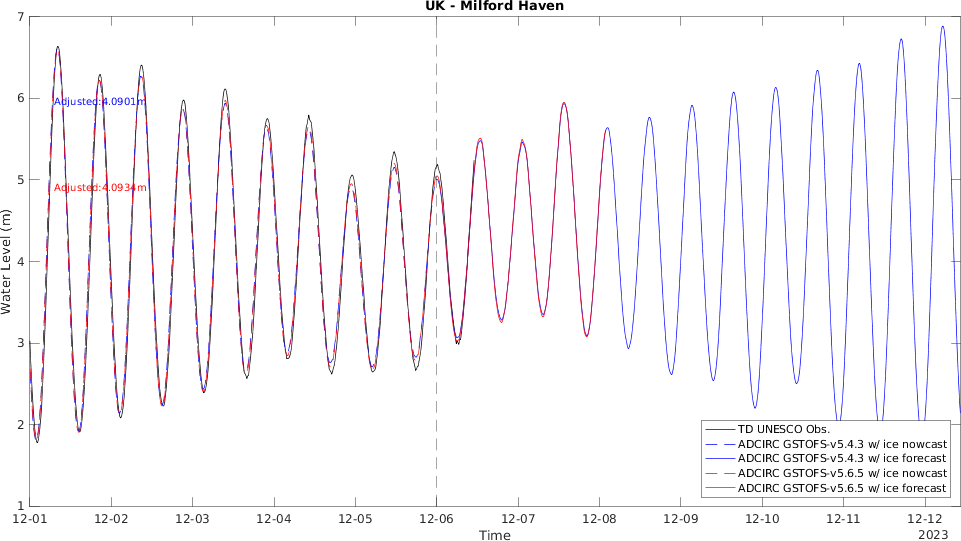 UK - Milford Haven
7
6
5
4
3
2
1
Water Level (m)
Adjusted:4.0901m
Adjusted:4.0934m
TD UNESCO Obs.
ADCIRC GSTOFS-v5.4.3 w/ ice nowcast
ADCIRC GSTOFS-v5.4.3 w/ ice forecast
ADCIRC GSTOFS-v5.6.5 w/ ice nowcast
ADCIRC GSTOFS-v5.6.5 w/ ice forecast
12-01 12-02 12-03 12-04 12-05 12-06 12-07 12-08 12-09 12-10 12-11 12-12
Time
2023